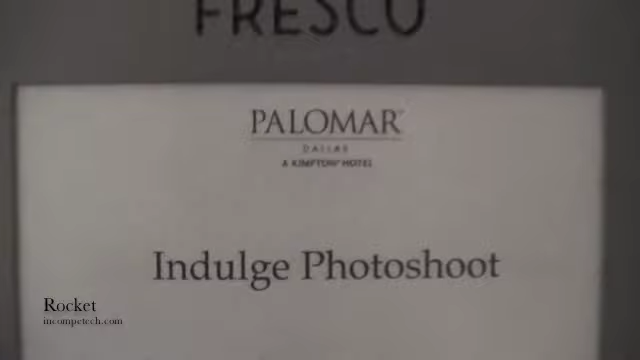 FRESCO
PALOMAR
DALLAS
A KIMPTON® HOTEL
Indulge Photoshoot
Rocket
incompetech.com